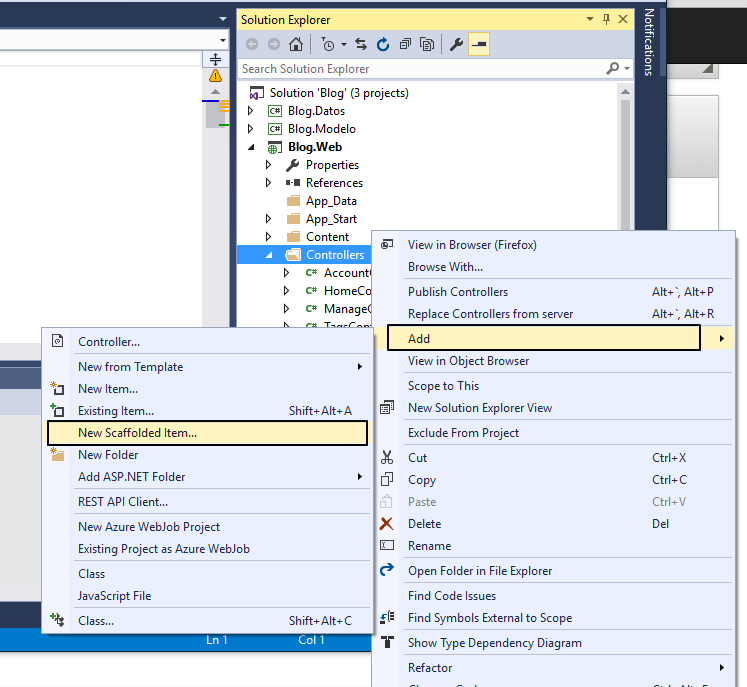 Solution Explorer
Notifications
Search Solution Explorer
Solution 'Blog' (3 projects)
Blog.Datos
Blog.Modelo
Blog.Web
Properties
References
App_Data
App_Start
Content
Controllers
Account
HomeCo
ManageC
TagsCont
View in Browser (Firefox)
Browse With...
Publish Controllers Alt+`, Alt+P
Replace Controllers from server Alt+`, Alt+R
Add
View in Object Browser
Scope to This
New Solution Explorer View
Exclude From Project
Cut Ctrl+X
Copy Ctrl+C
Paste Ctrl+V
Delete Del
Rename
Open Folder in File Explorer
Find Code Issues
Find Symbols External to Scope
Show Type Dependency Diagram
Refactor
Controller...
New from Template
New Item...
Existing Item... Shift+Alt+A
New Scaffolded Item...
New Folder
Add ASP.NET Folder
REST API Client...
New Azure WebJob Project
Existing Project as Azure WebJob
Class
JavaScript File
Class... Shift+Alt+C
Ln 1 Col 1